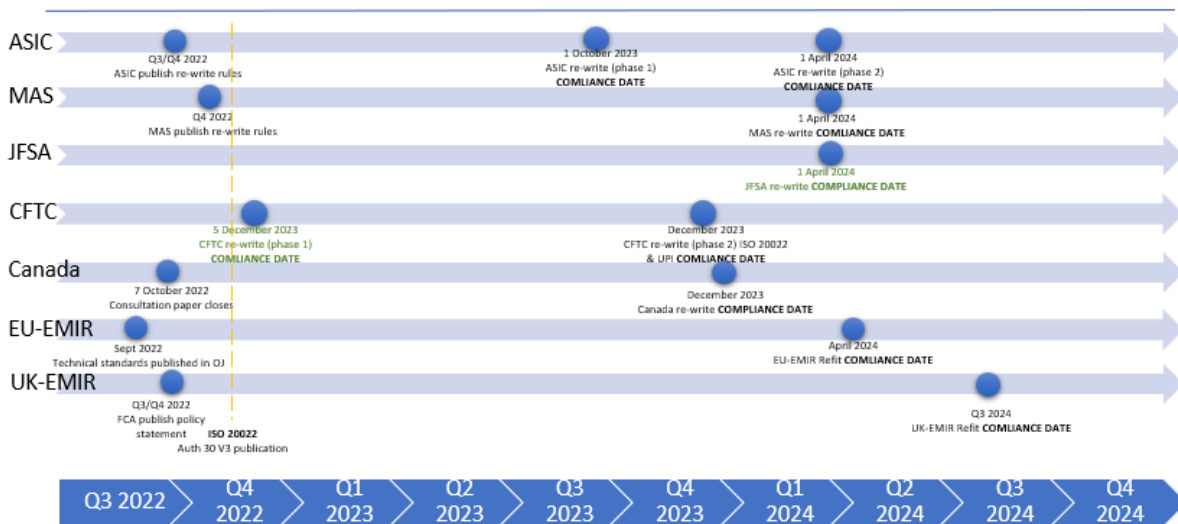 ASIC
Q3/Q4 2022
ASIC publish re-write rules
1 October 2023
ASIC re-write (phase 1)
COMLIANCE DATE
1 April 2024
ASIC re-write (phase 2)
COMLIANCE DATE
MAS
Q4 2022
MAS publish re-write rules
1 April 2024
MAS re-write COMLIANCE DATE
JFSA
1 April 2024
JFSA re-write COMPLIANCE DATE
CFTC
5 December 2023
CFTC re-write (phase 1)
COMLIANCE DATE
December 2023
CFTC re-write (phase 2) ISO 20022
& UPI COMLIANCE DATE
Canada
7 October 2022
Consultation paper closes
December 2023
Canada re-write COMPLIANCE DATE
EU-EMIR
Sept 2022
Technical standards published in OJ
April 2024
EU-EMIR Refit COMLIANCE DATE
UK-EMIR
Q3/Q4 2022
FCA publish policy
statement
ISO 20022
Auth 30 V3 publication
Q3 2024
UK-EMIR Refit COMLIANCE DATE
Q3 2022
Q4
2022
Q1
2023
Q2
2023
Q3
2023
Q4
2023
Q1
2024
Q2
2024
Q3
2024
Q4
2024